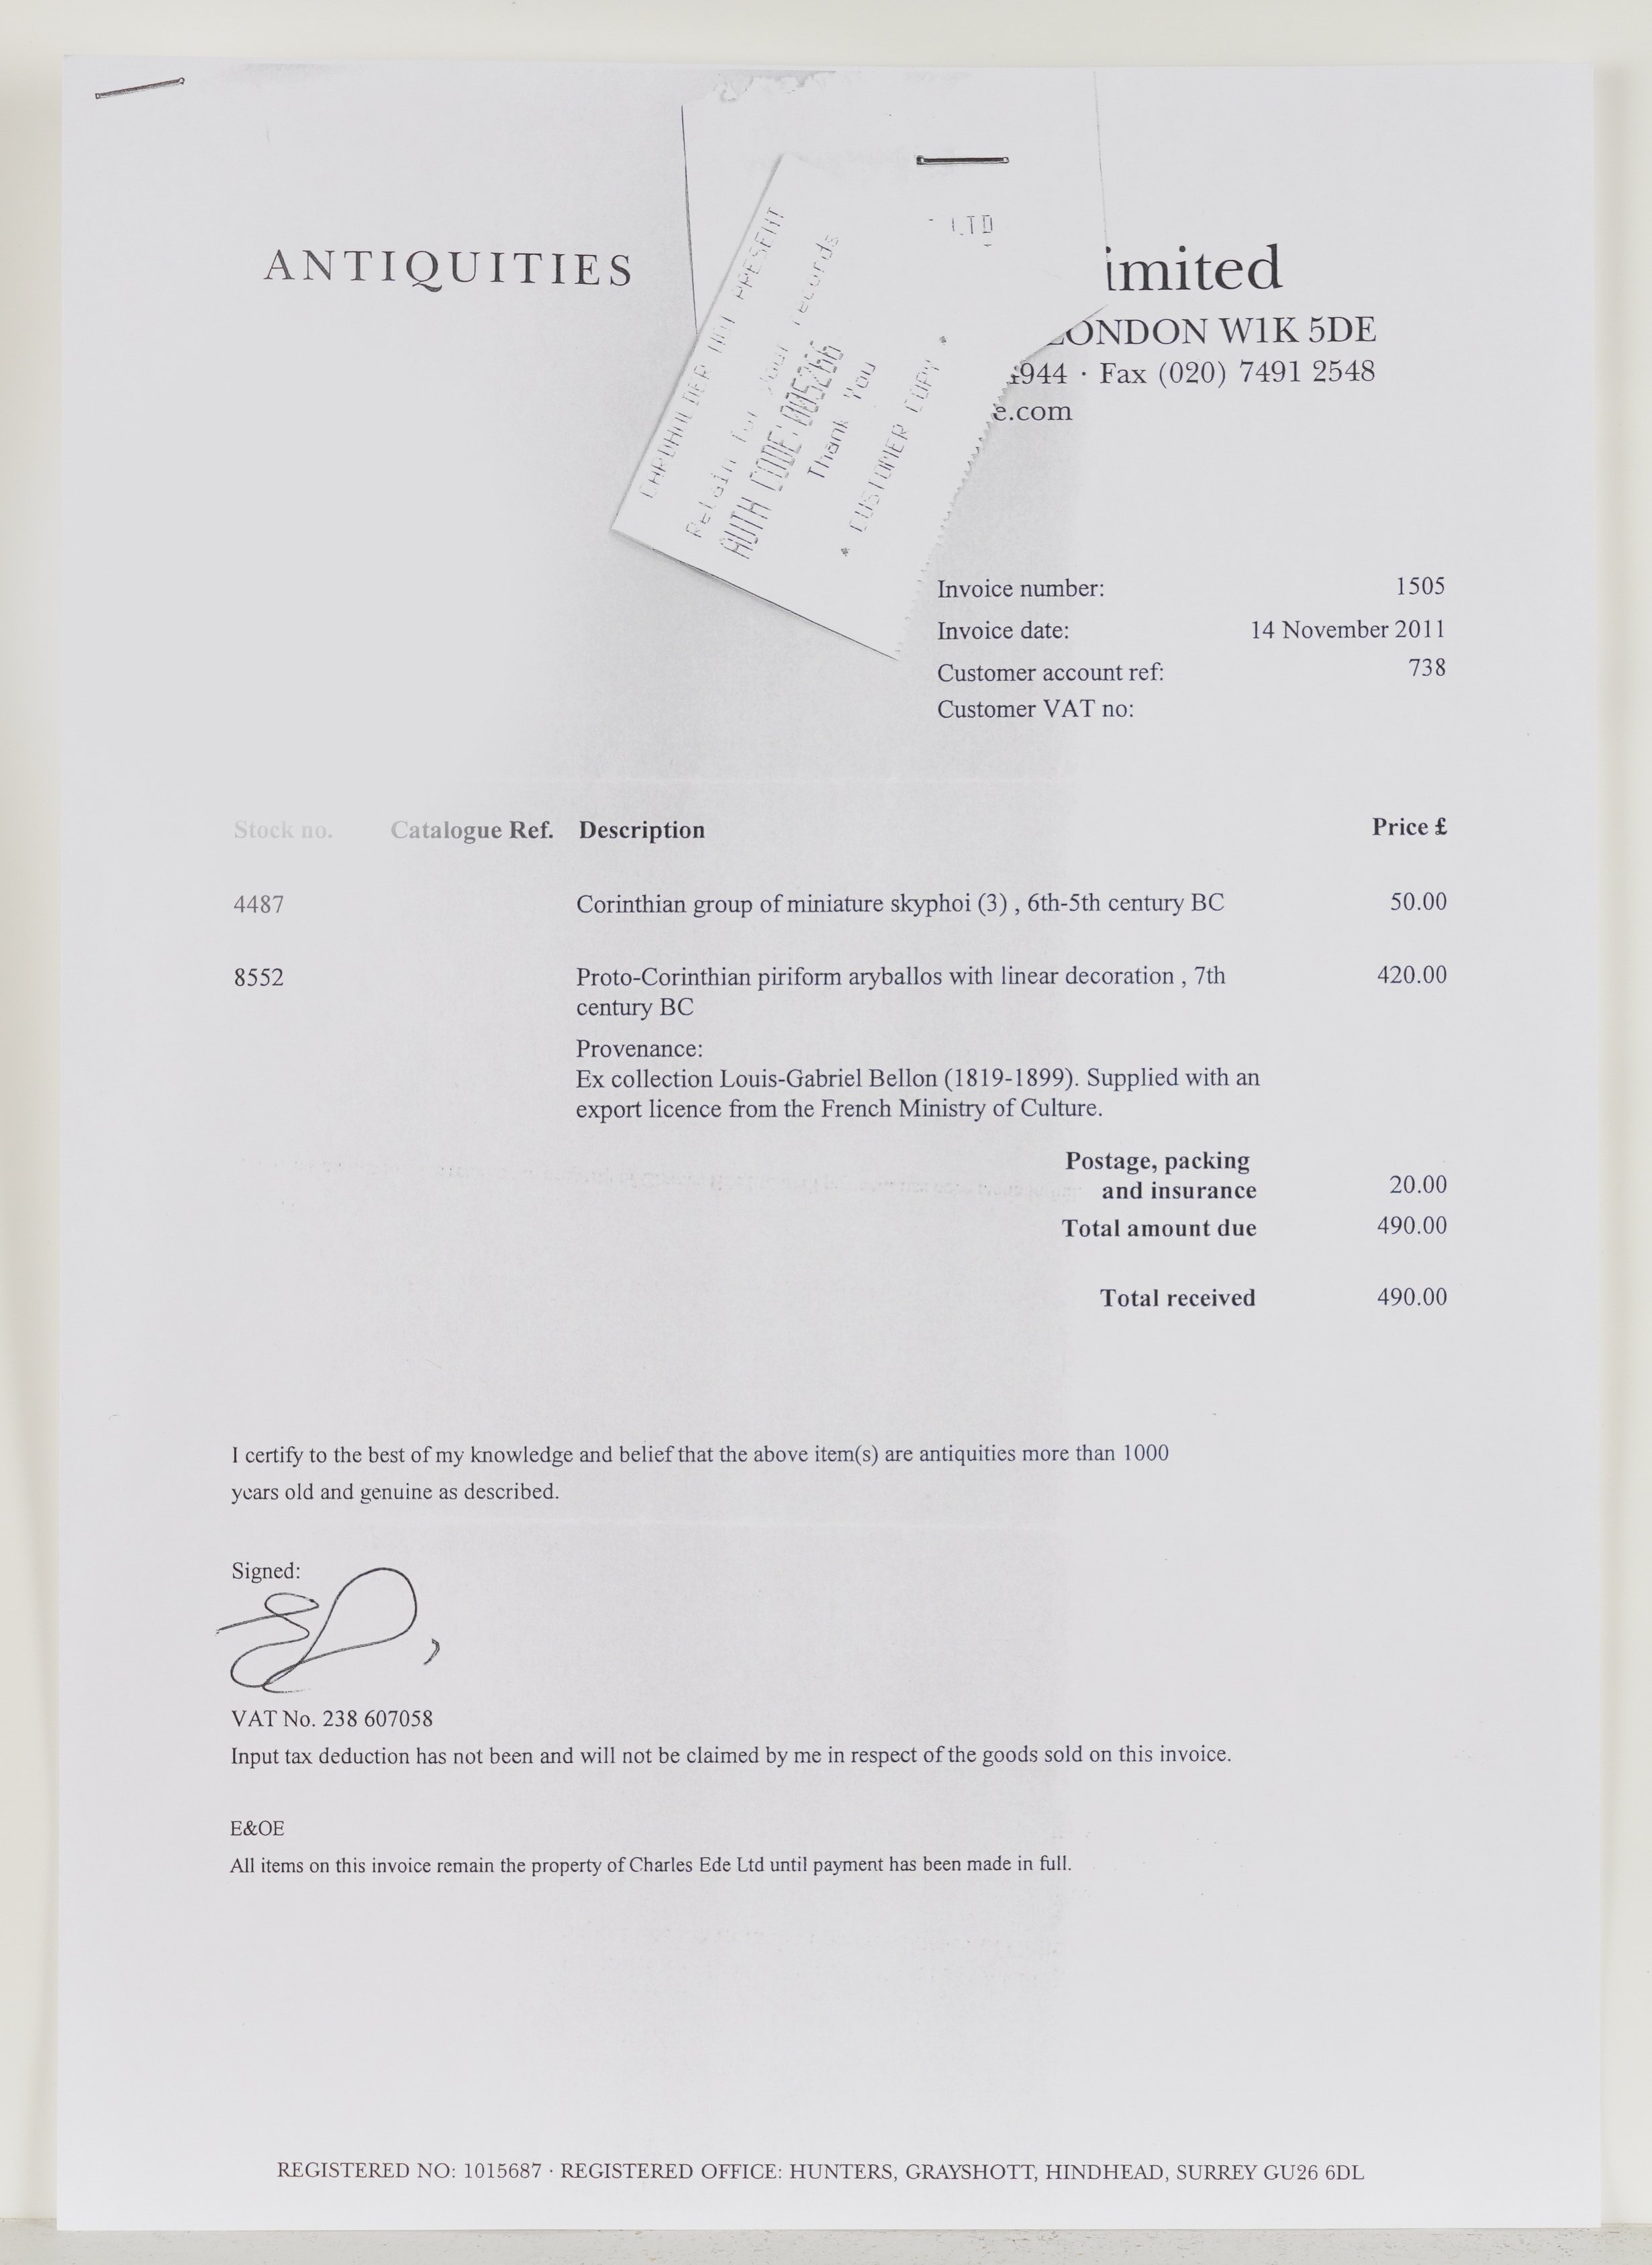 ANTIQUITIES
LTD
imited
ONDON W1K 5DE
4944 · Fax (020) 7491 2548
e.com
CARDHOLDER NOT PRESENT
Retain for your records
AUTH CODE:005266
Thank You
* CUSTOMER COPY *
Invoice number: 1505
Invoice date: 14 November 2011
Customer account ref: 738
Customer VAT no:
Stock no. Catalogue Ref. Description Price £
4487 Corinthian group of miniature skyphoi (3) , 6th-5th century BC 50.00
8552 Proto-Corinthian piriform aryballos with linear decoration , 7th 420.00
century BC
Provenance:
Ex collection Louis-Gabriel Bellon (1819-1899). Supplied with an
export licence from the French Ministry of Culture.
Postage, packing
and insurance 20.00
Total amount due 490.00
Total received 490.00
I certify to the best of my knowledge and belief that the above item(s) are antiquities more than 1000
years old and genuine as described.
Signed:
VAT No. 238 607058
Input tax deduction has not been and will not be claimed by me in respect of the goods sold on this invoice.
E&OE
All items on this invoice remain the property of Charles Ede Ltd until payment has been made in full.
REGISTERED NO: 1015687 · REGISTERED OFFICE: HUNTERS, GRAYSHOTT, HINDHEAD, SURREY GU26 6DL